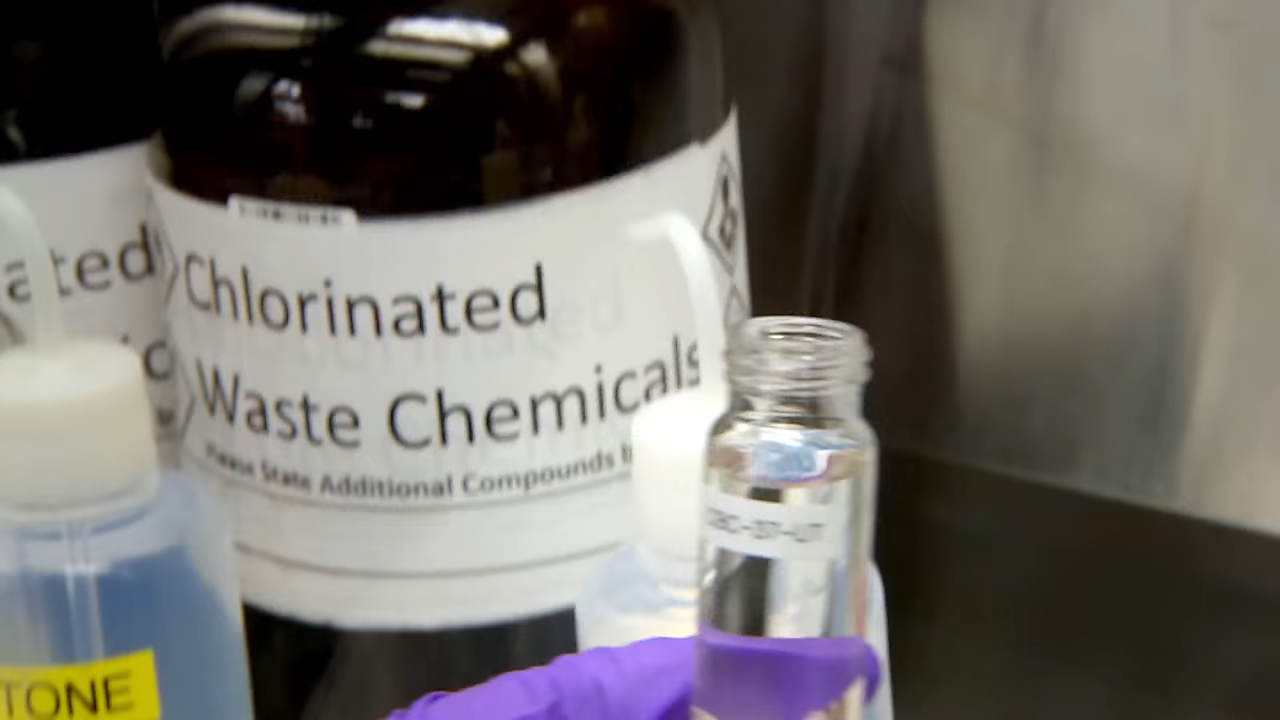 ated
Chlorinated
Waste Chemicals
Please State Additional Compounds
TONE